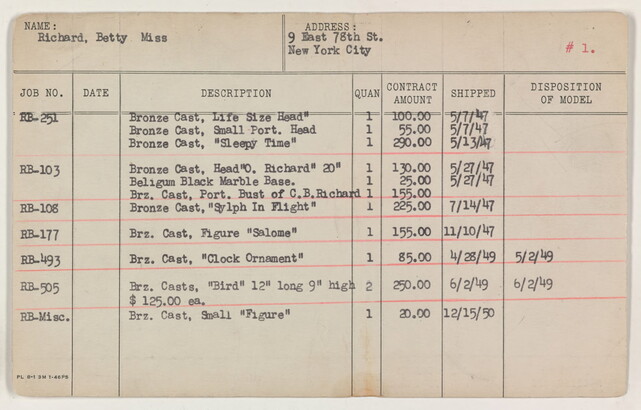 NAME:
Richard, Betty Miss
ADDRESS:
9 East 78th St.
New York City
# 1.
JOB NO. DATE DESCRIPTION QUAN CONTRACT AMOUNT SHIPPED DISPOSITION OF MODEL
RB-251 Bronze Cast, Life Size Head" 1 100.00 5/7/47
Bronze Cast, Small Port. Head 1 55.00 5/7/47
Bronze Cast, "Sleepy Time" 1 290.00 5/13/47
RB-103 Bronze Cast, Head"O. Richard" 20" 1 130.00 5/27/47
Beligum Black Marble Base. 1 25.00 5/27/47
Brz. Cast, Port. Bust of C.B.Richard 1 155.00
RB-108 Bronze Cast,"Sylph In Flight" 1 225.00 7/14/47
RB-177 Brz. Cast, Figure "Salome" 1 155.00 11/10/47
RB-493 Brz. Cast, "Clock Ornament" 1 85.00 4/28/49 5/2/49
RB-505 Brz. Casts, "Bird" 12" long 9" high 2 250.00 6/2/49 6/2/49
$ 125.00 ea.
RB-Misc. Brz. Cast, Small "Figure" 1 20.00 12/15/50